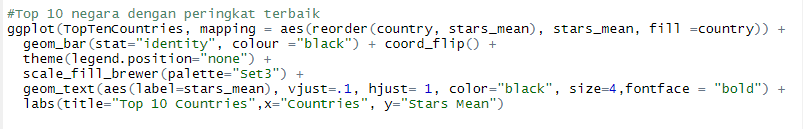 #Top 10 negara dengan peringkat terbaik
ggplot(TopTenCountries, mapping = aes(reorder(country, stars_mean), stars_mean, fill =country)) +
  geom_bar(stat="identity", colour ="black") + coord_flip() +
  theme(legend.position="none") +
  scale_fill_brewer(palette="Set3") +
  geom_text(aes(label=stars_mean), vjust=.1, hjust= 1, color="black", size=4,fontface = "bold") +
  labs(title="Top 10 Countries",x="Countries", y="Stars Mean")